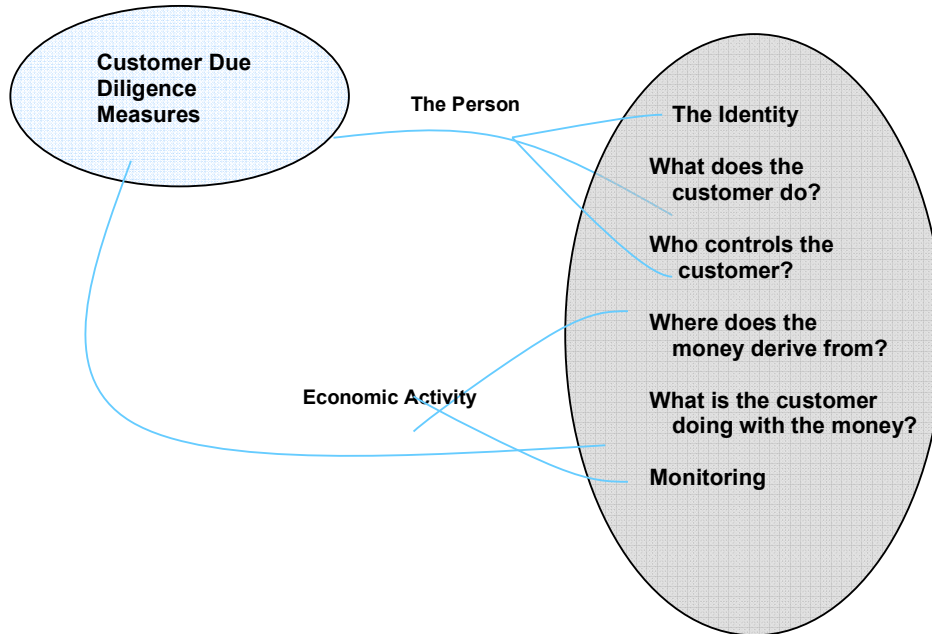 Customer Due
Diligence
Measures
The Person
The Identity
What does the
customer do?
Who controls the
customer?
Where does the
money derive from?
Economic Activity
What is the customer
doing with the money?
Monitoring